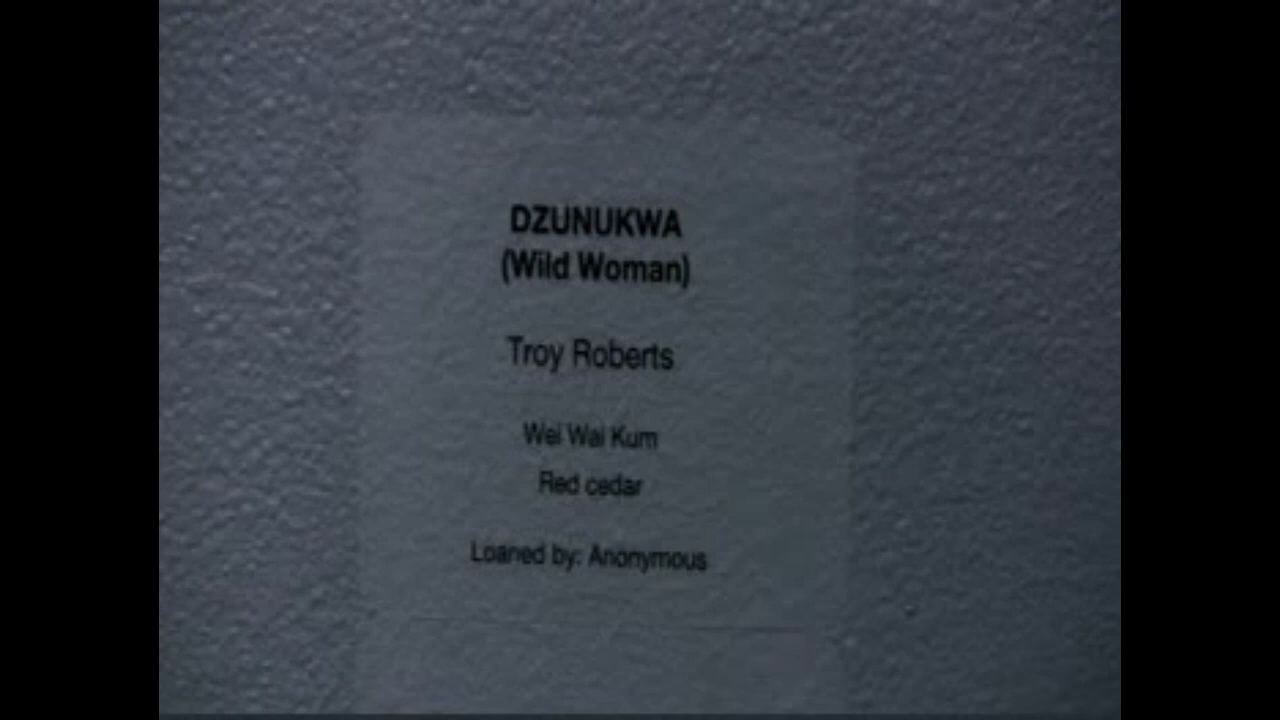 DZUNUKWA
(Wild Woman)
Troy Roberts
Wei Wai Kum
Red cedar
Loaned by: Anonymous